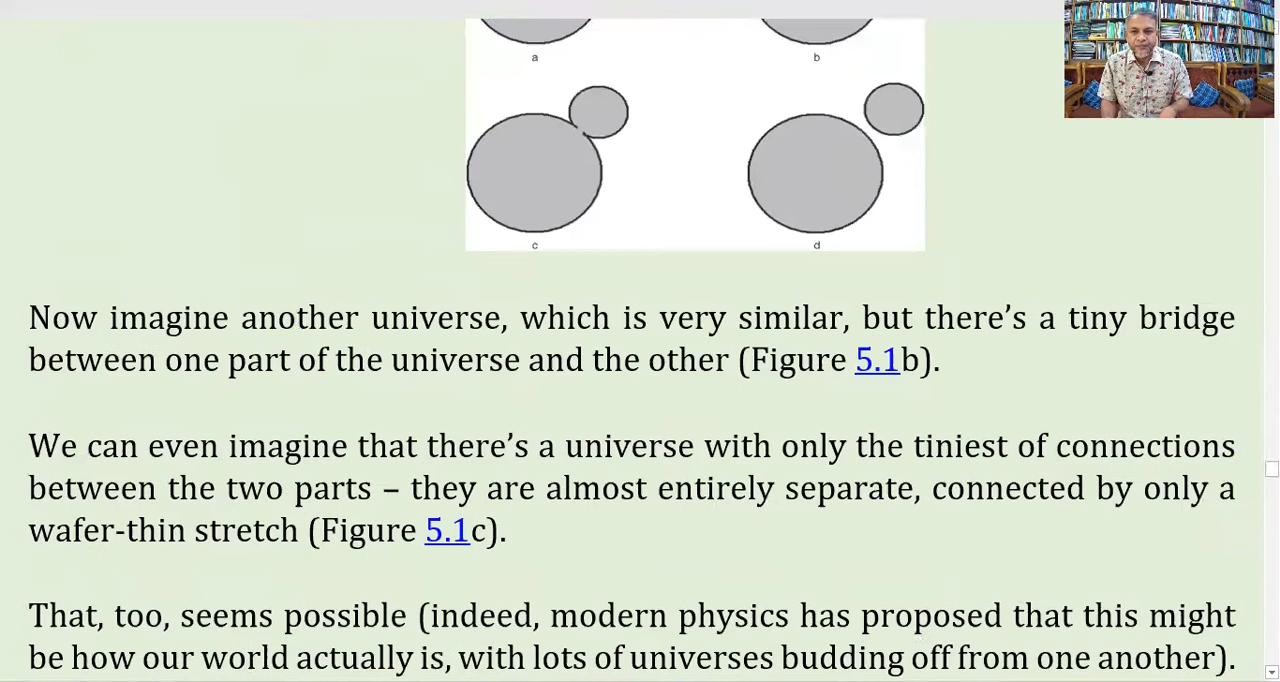 a b
c d
Now imagine another universe, which is very similar, but there’s a tiny bridge
between one part of the universe and the other (Figure 5.1b).
We can even imagine that there’s a universe with only the tiniest of connections
between the two parts – they are almost entirely separate, connected by only a
wafer-thin stretch (Figure 5.1c).
That, too, seems possible (indeed, modern physics has proposed that this might
be how our world actually is, with lots of universes budding off from one another).